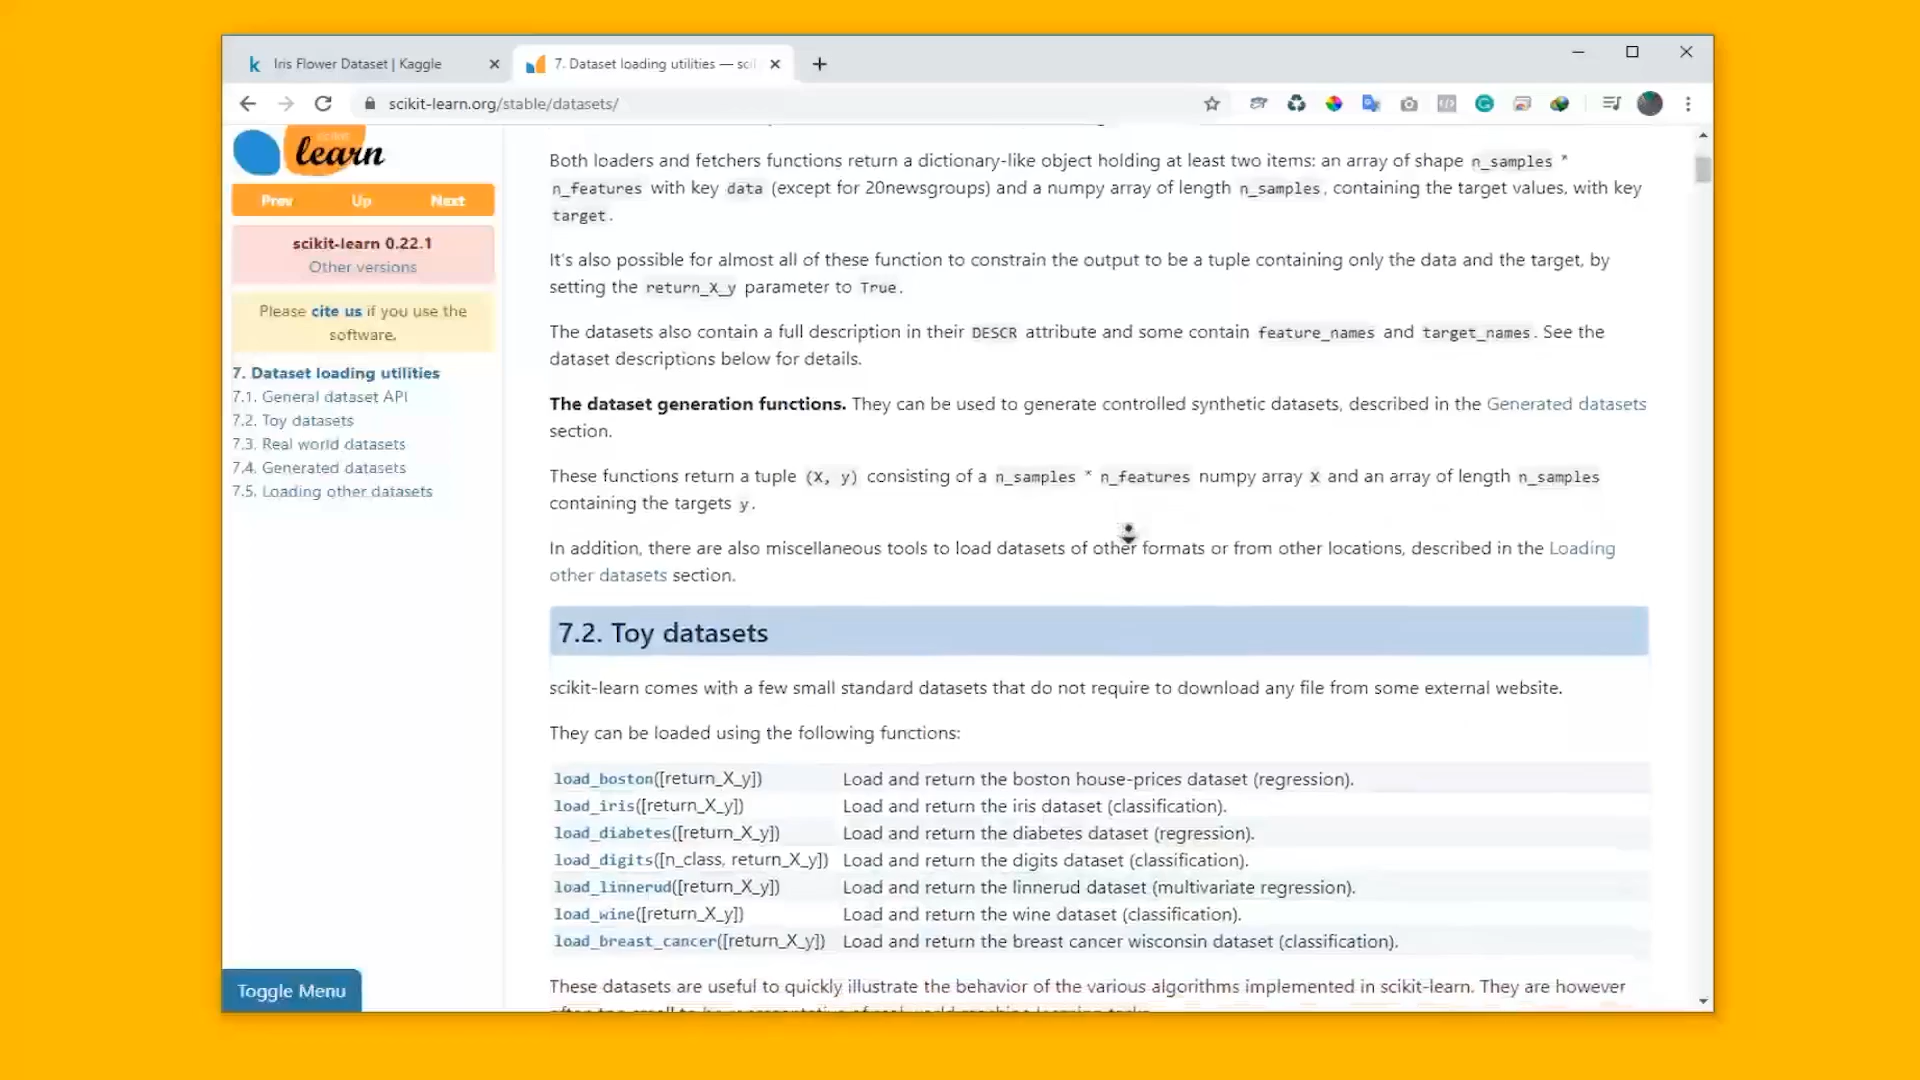 Iris Flower Dataset | Kaggle
7. Dataset loading utilities — sci
scikit-learn.org/stable/datasets/
learn
Prev Up Next
scikit-learn 0.22.1
Other versions
Please cite us if you use the
software.
7. Dataset loading utilities
7.1. General dataset API
7.2. Toy datasets
7.3. Real world datasets
7.4. Generated datasets
7.5. Loading other datasets
Toggle Menu
Both loaders and fetchers functions return a dictionary-like object holding at least two items: an array of shape n_samples *
n_features with key data (except for 20newsgroups) and a numpy array of length n_samples, containing the target values, with key
target.
It's also possible for almost all of these function to constrain the output to be a tuple containing only the data and the target, by
setting the return_X_y parameter to True.
The datasets also contain a full description in their DESCR attribute and some contain feature_names and target_names. See the
dataset descriptions below for details.
The dataset generation functions. They can be used to generate controlled synthetic datasets, described in the Generated datasets
section.
These functions return a tuple (X, y) consisting of a n_samples * n_features numpy array X and an array of length n_samples
containing the targets y.
In addition, there are also miscellaneous tools to load datasets of other formats or from other locations, described in the Loading
other datasets section.
7.2. Toy datasets
scikit-learn comes with a few small standard datasets that do not require to download any file from some external website.
They can be loaded using the following functions:
load_boston([return_X_y]) Load and return the boston house-prices dataset (regression).
load_iris([return_X_y]) Load and return the iris dataset (classification).
load_diabetes([return_X_y]) Load and return the diabetes dataset (regression).
load_digits([n_class, return_X_y]) Load and return the digits dataset (classification).
load_linnerud([return_X_y]) Load and return the linnerud dataset (multivariate regression).
load_wine([return_X_y]) Load and return the wine dataset (classification).
load_breast_cancer([return_X_y]) Load and return the breast cancer wisconsin dataset (classification).
These datasets are useful to quickly illustrate the behavior of the various algorithms implemented in scikit-learn. They are however